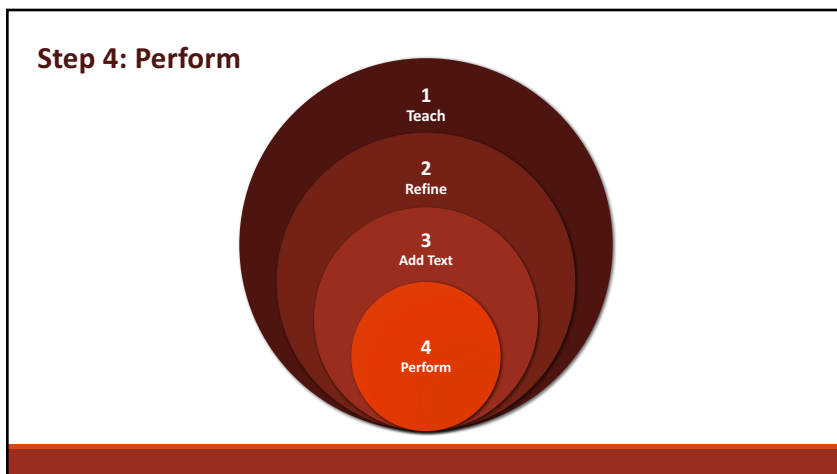 Step 4: Perform
1
Teach
2
Refine
3
Add Text
4
Perform